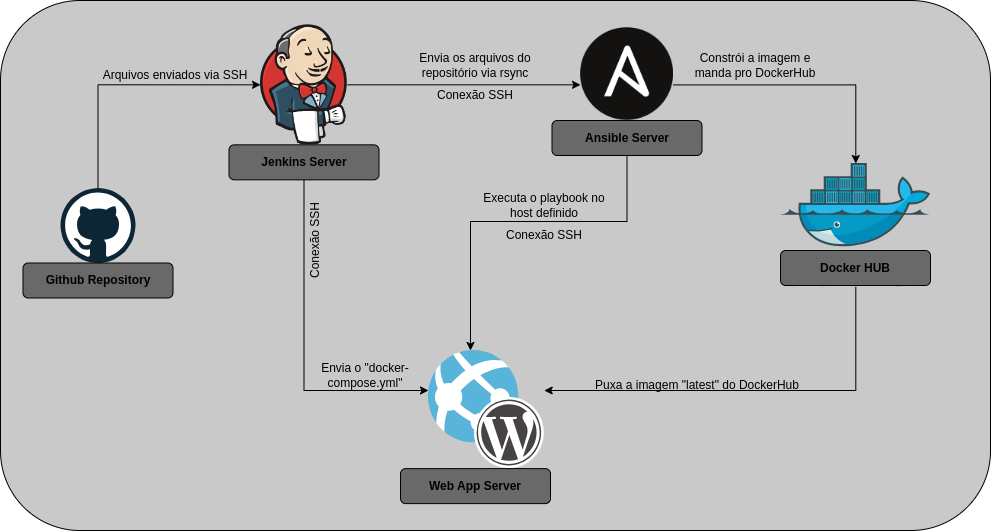 Arquivos enviados via SSH
Envia os arquivos do
repositório via rsync
Conexão SSH
Constrói a imagem e
manda pro DockerHub
Jenkins Server
Ansible Server
Github Repository
Conexão SSH
Executa o playbook no
host definido
Conexão SSH
Docker HUB
Envia o "docker-
compose.yml"
Puxa a imagem "latest" do DockerHub
W
Web App Server